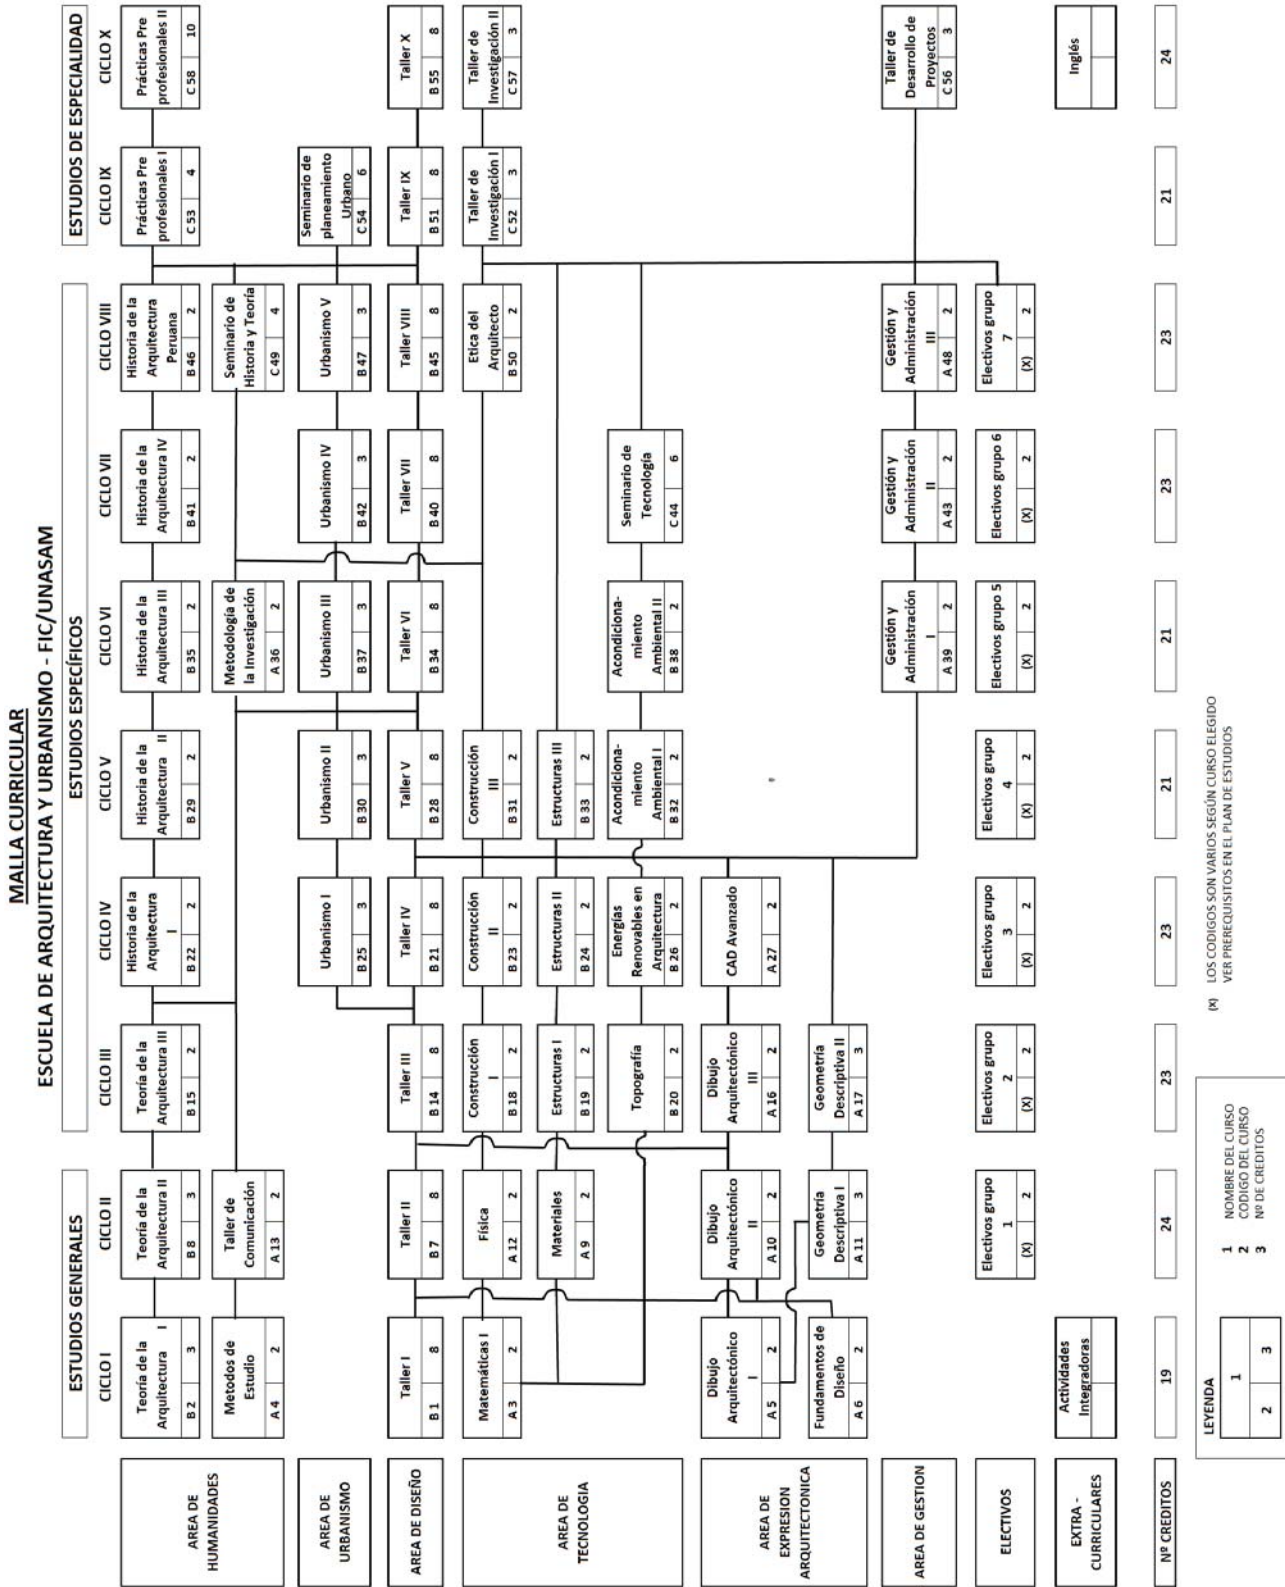 MALLA CURRICULAR
ESCUELA DE ARQUITECTURA Y URBANISMO - FIC/UNASAM
ESTUDIOS GENERALES
ESTUDIOS ESPECÍFICOS
ESTUDIOS DE ESPECIALIDAD
CICLO I
CICLO II
CICLO III
CICLO IV
CICLO V
CICLO VI
CICLO VII
CICLO VIII
CICLO IX
CICLO X
AREA DE
HUMANIDADES
Teoría de la
Arquitectura I
B 2 3
Teoría de la
Arquitectura II
B 8 3
Teoría de la
Arquitectura III
B 15 2
Historia de la
Arquitectura
I
B 22 2
Historia de la
Arquitectura II
B 29 2
Historia de la
Arquitectura III
B 35 2
Historia de la
Arquitectura IV
B 41 2
Historia de la
Arquitectura
Peruana
B 46 2
Prácticas Pre
profesionales I
C 53 4
Prácticas Pre
profesionales II
C 58 10
Metodos de
Estudio
A 4 2
Taller de
Comunicación
A 13 2
Metodología de
la Investigación
A 36 2
Seminario de
Historia y Teoría
C 49 4
AREA DE
URBANISMO
Urbanismo I
B 25 3
Urbanismo II
B 30 3
Urbanismo III
B 37 3
Urbanismo IV
B 42 3
Urbanismo V
B 47 3
Seminario de
planeamiento
Urbano
C 54 6
AREA DE DISEÑO
Taller I
B 1 8
Taller II
B 7 8
Taller III
B 14 8
Taller IV
B 21 8
Taller V
B 28 8
Taller VI
B 34 8
Taller VII
B 40 8
Taller VIII
B 45 8
Taller IX
B 51 8
Taller X
B 55 8
AREA DE
TECNOLOGIA
Matemáticas I
A 3 2
Física
A 12 2
Construcción
I
B 18 2
Construcción
II
B 23 2
Construcción
III
B 31 2
Etica del
Arquitecto
B 50 2
Taller de
Investigación I
C 52 3
Taller de
Investigación II
C 57 3
Materiales
A 9 2
Estructuras I
B 19 2
Estructuras II
B 24 2
Estructuras III
B 33 2
Topografía
B 20 2
Energías
Renovables en
Arquitectura
B 26 2
Acondiciona-
miento
Ambiental I
B 32 2
Acondiciona-
miento
Ambiental II
B 38 2
Seminario de
Tecnología
C 44 6
AREA DE
EXPRESION
ARQUITECTONICA
Dibujo
Arquitectónico
I
A 5 2
Dibujo
Arquitectónico
II
A 10 2
Dibujo
Arquitectónico
III
A 16 2
CAD Avanzado
A 27 2
Fundamentos de
Diseño
A 6 2
Geometría
Descriptiva I
A 11 3
Geometría
Descriptiva II
A 17 3
AREA DE GESTION
Gestión y
Administración
I
A 39 2
Gestión y
Administración
II
A 43 2
Gestión y
Administración
III
A 48 2
Taller de
Desarrollo de
Proyectos
C 56 3
ELECTIVOS
Electivos grupo
1
(X) 2
Electivos grupo
2
(X) 2
Electivos grupo
3
(X) 2
Electivos grupo
4
(X) 2
Electivos grupo 5
(X) 2
Electivos grupo 6
(X) 2
Electivos grupo
7
(X) 2
EXTRA -
CURRICULARES
Actividades
Integradoras
Inglés
Nº CREDITOS
19
24
23
23
21
21
23
23
21
24
LEYENDA
1
2 3
1 NOMBRE DEL CURSO
2 CODIGO DEL CURSO
3 Nº DE CREDITOS
(X) LOS CODIGOS SON VARIOS SEGÚN CURSO ELEGIDO
VER PREREQUISITOS EN EL PLAN DE ESTUDIOS